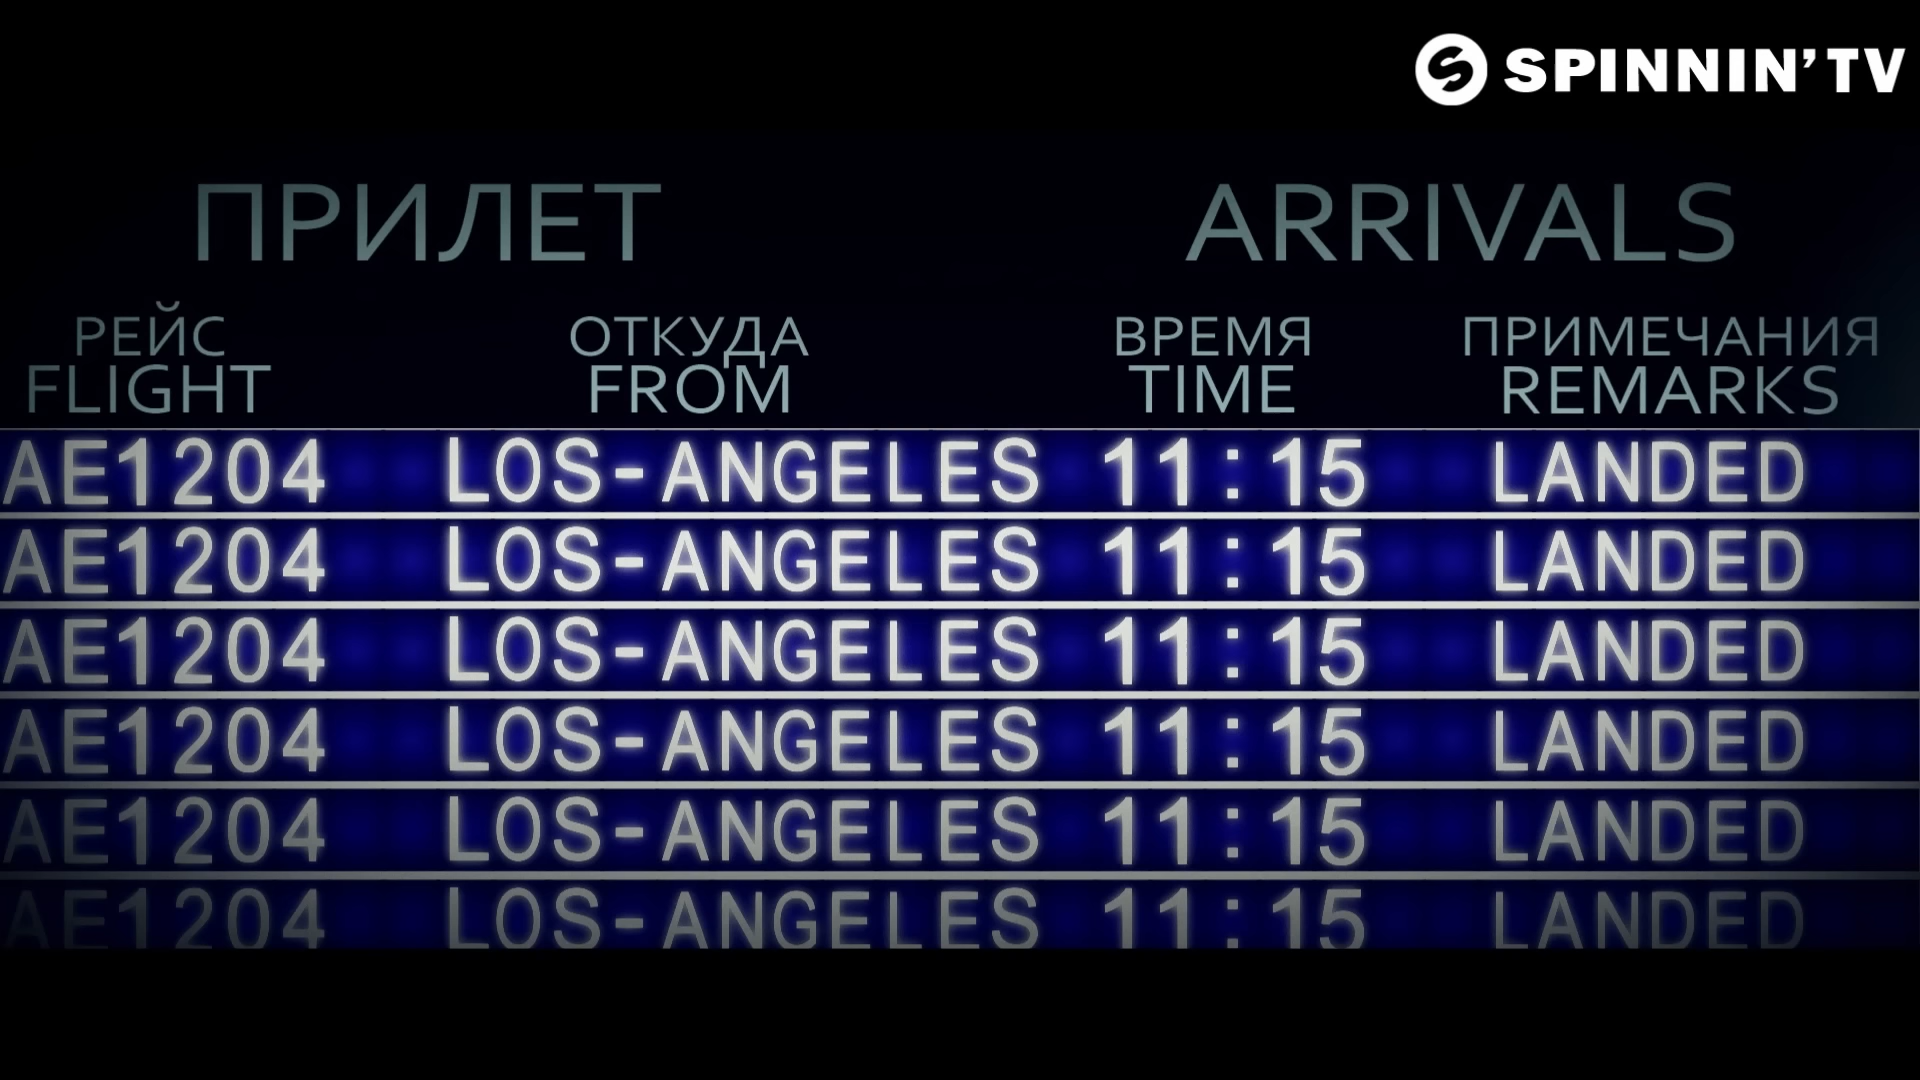 SPINNIN' TV
ПРИЛЕТ ARRIVALS
РЕЙС ОТКУДА ВРЕМЯ ПРИМЕЧАНИЯ
FLIGHT FROM TIME REMARKS
AE1204 LOS-ANGELES 11:15 LANDED
AE1204 LOS-ANGELES 11:15 LANDED
AE1204 LOS-ANGELES 11:15 LANDED
AE1204 LOS-ANGELES 11:15 LANDED
AE1204 LOS-ANGELES 11:15 LANDED
AE1204 LOS-ANGELES 11:15 LANDED